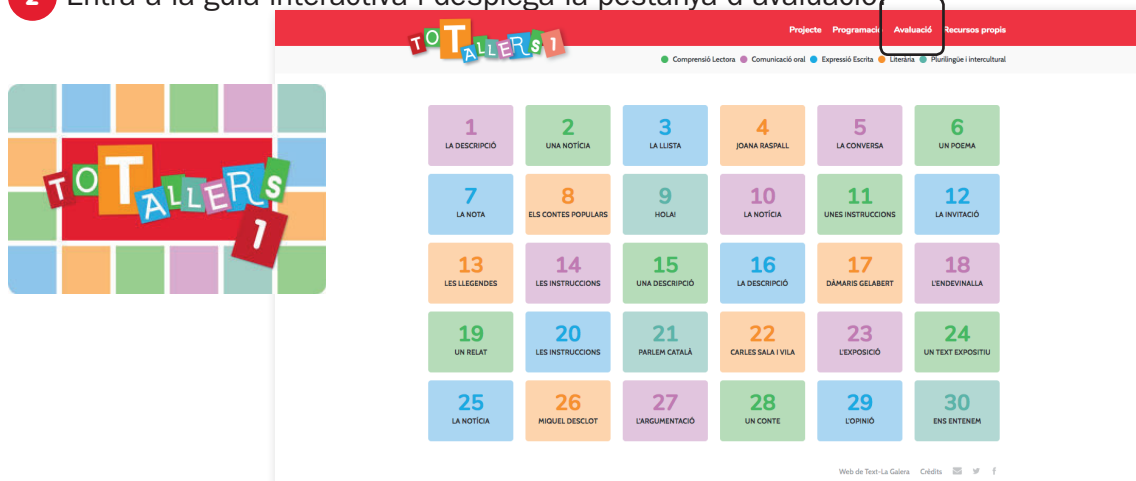 2 Entra a la guia interactiva i desplega la pestanya d'avaluació.
TOT TALLERS 1
Projecte Programació Avaluació Recursos propis
Comprensió Lectora Comunicació oral Expressió Escrita Literària Plurilingüe i intercultural
TOT TALLERS 1
1 2 3 4 5 6
LA DESCRIPCIÓ UNA NOTÍCIA LA LLISTA JOANA RASPALL LA CONVERSA UN POEMA
7 8 9 10 11 12
LA NOTA ELS CONTES POPULARS HOLA! LA NOTÍCIA UNES INSTRUCCIONS LA INVITACIÓ
13 14 15 16 17 18
LES LLEGENDES LES INSTRUCCIONS UNA DESCRIPCIÓ LA DESCRIPCIÓ DÀMARIS GELABERT L'ENDEVINALLA
19 20 21 22 23 24
UN RELAT LES INSTRUCCIONS PARLEM CATALÀ CARLES SALA I VILA L'EXPOSICIÓ UN TEXT EXPOSITIU
25 26 27 28 29 30
LA NOTÍCIA MIQUEL DESCLOT L'ARGUMENTACIÓ UN CONTE L'OPINIÓ ENS ENTENEM
Web de Text-La Galera Crèdits